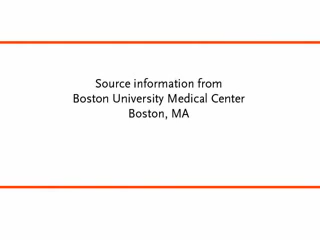 Source information from
Boston University Medical Center
Boston, MA